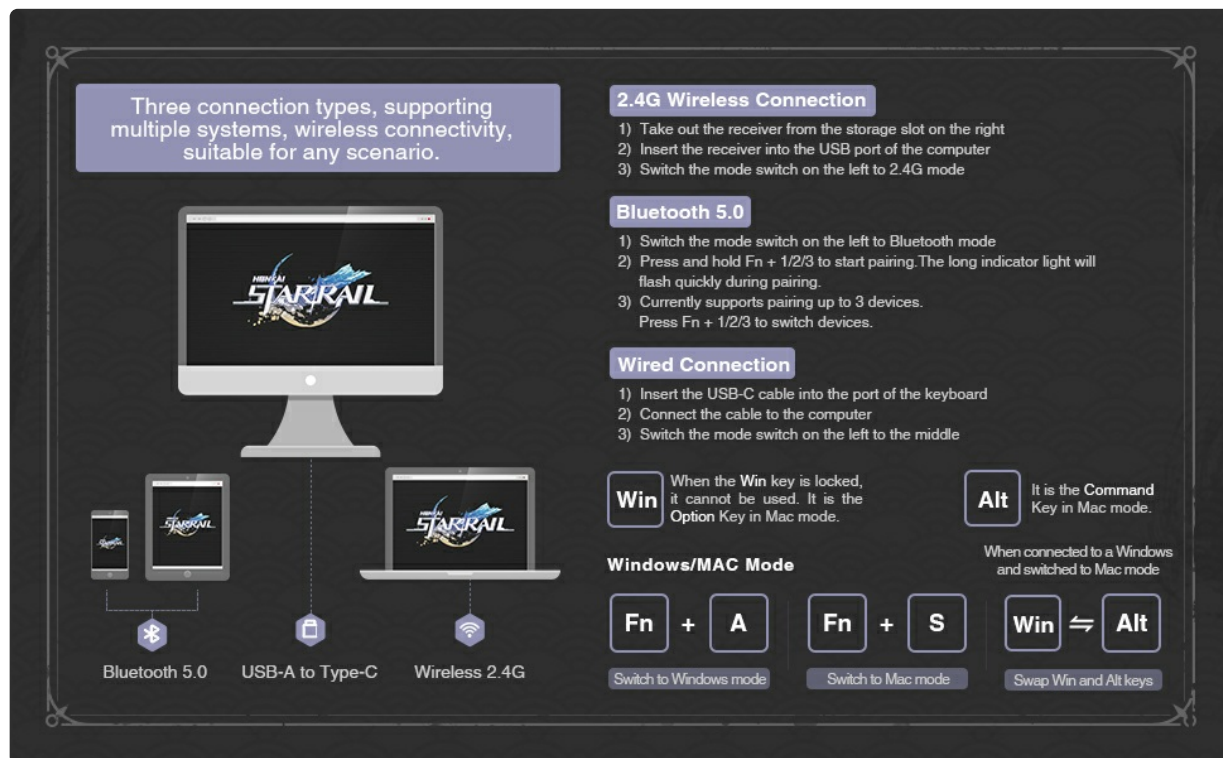 Three connection types, supporting
multiple systems, wireless connectivity,
suitable for any scenario.
HONKAI
STAR RAIL
STAR RAIL
STAR RAIL
HONKAI
STAR RAIL
Bluetooth 5.0
USB-A to Type-C
Wireless 2.4G
2.4G Wireless Connection
1) Take out the receiver from the storage slot on the right
2) Insert the receiver into the USB port of the computer
3) Switch the mode switch on the left to 2.4G mode
Bluetooth 5.0
1) Switch the mode switch on the left to Bluetooth mode
2) Press and hold Fn + 1/2/3 to start pairing.The long indicator light will
flash quickly during pairing.
3) Currently supports pairing up to 3 devices.
Press Fn + 1/2/3 to switch devices.
Wired Connection
1) Insert the USB-C cable into the port of the keyboard
2) Connect the cable to the computer
3) Switch the mode switch on the left to the middle
Win
When the Win key is locked,
it cannot be used. It is the
Option Key in Mac mode.
Alt
It is the Command
Key in Mac mode.
Windows/MAC Mode
Fn + A
Switch to Windows mode
Fn + S
Switch to Mac mode
When connected to a Windows
and switched to Mac mode
Win ⇋ Alt
Swap Win and Alt keys